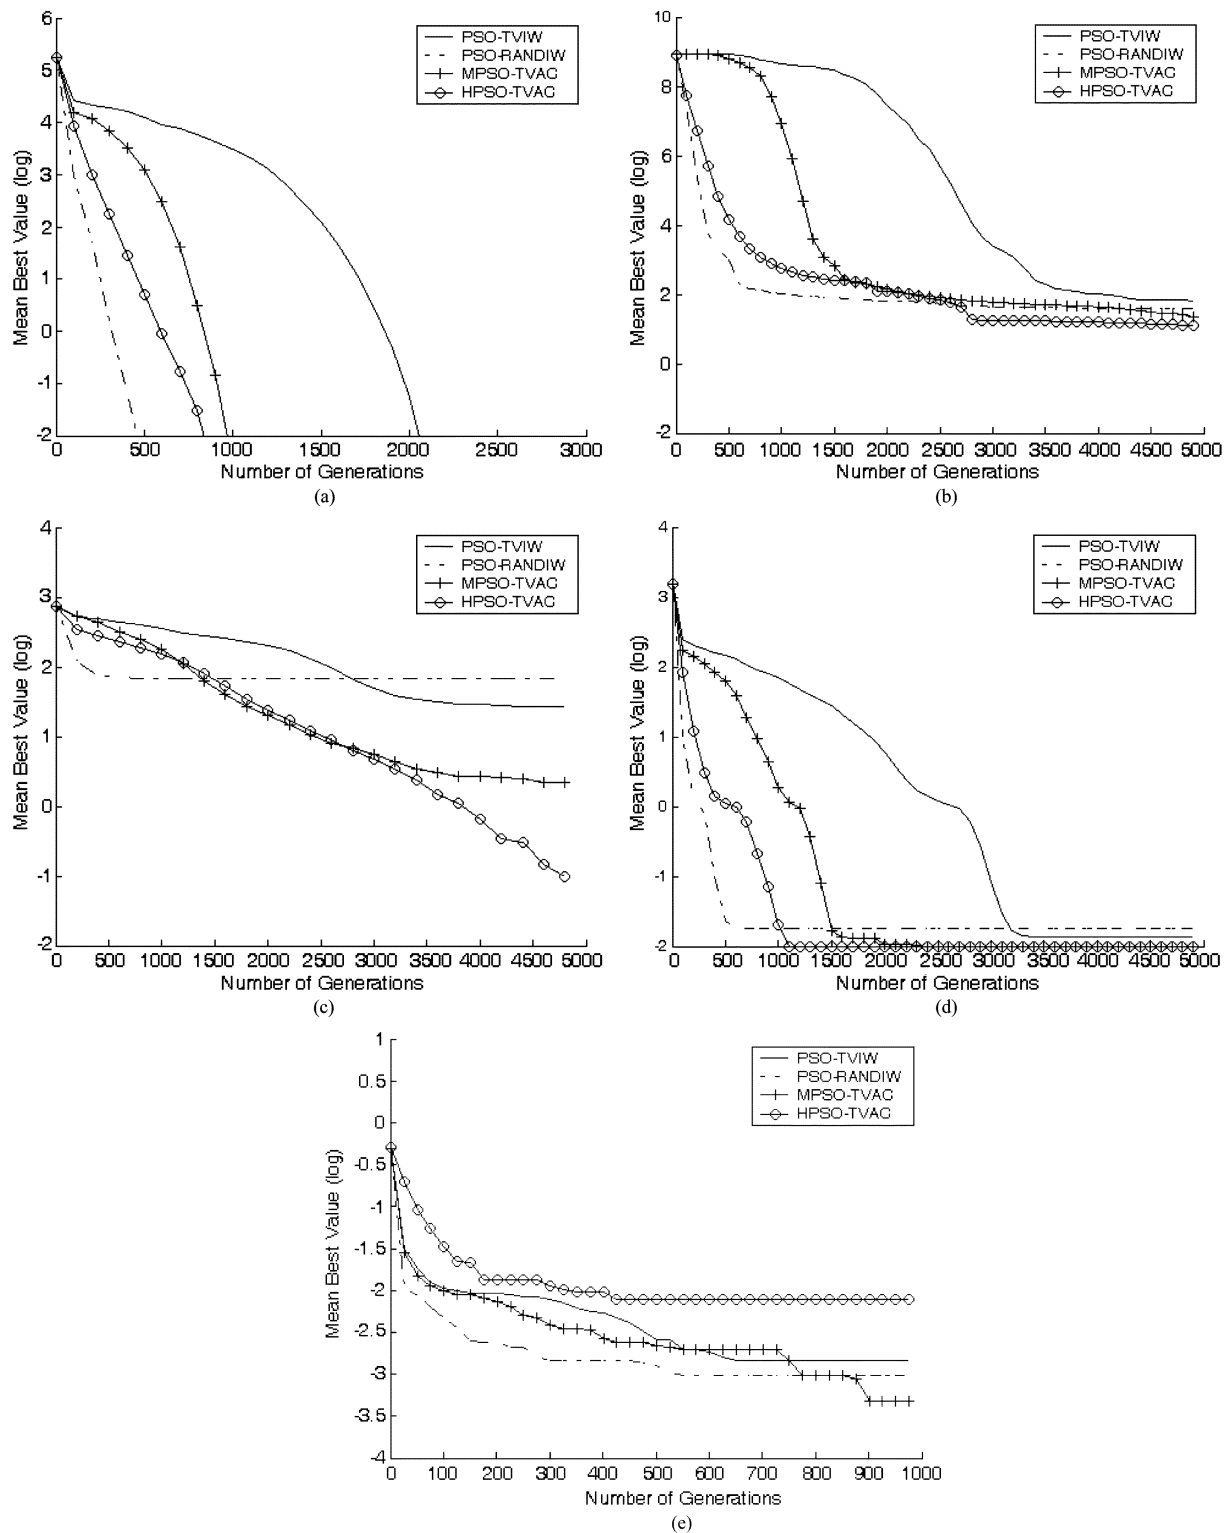 6
5
4
3
2
1
0
-1
-2
Mean Best Value (log)
PSO-TVIW
PSO-RANDIW
MPSO-TVAC
HPSO-TVAC
0 500 1000 1500 2000 2500 3000
Number of Generations
(a)
10
8
6
4
2
0
-2
Mean Best Value (log)
PSO-TVIW
PSO-RANDIW
MPSO-TVAC
HPSO-TVAC
0 500 1000 1500 2000 2500 3000 3500 4000 4500 5000
Number of Generations
(b)
4
3
2
1
0
-1
-2
Mean Best Value (log)
PSO-TVIW
PSO-RANDIW
MPSO-TVAC
HPSO-TVAC
0 500 1000 1500 2000 2500 3000 3500 4000 4500 5000
Number of Generations
(c)
4
3
2
1
0
-1
-2
Mean Best Value (log)
PSO-TVIW
PSO-RANDIW
MPSO-TVAC
HPSO-TVAC
0 500 1000 1500 2000 2500 3000 3500 4000 4500 5000
Number of Generations
(d)
1
0.5
0
-0.5
-1
-1.5
-2
-2.5
-3
-3.5
-4
Mean Best Value (log)
PSO-TVIW
PSO-RANDIW
MPSO-TVAC
HPSO-TVAC
0 100 200 300 400 500 600 700 800 900 1000
Number of Generations
(e)